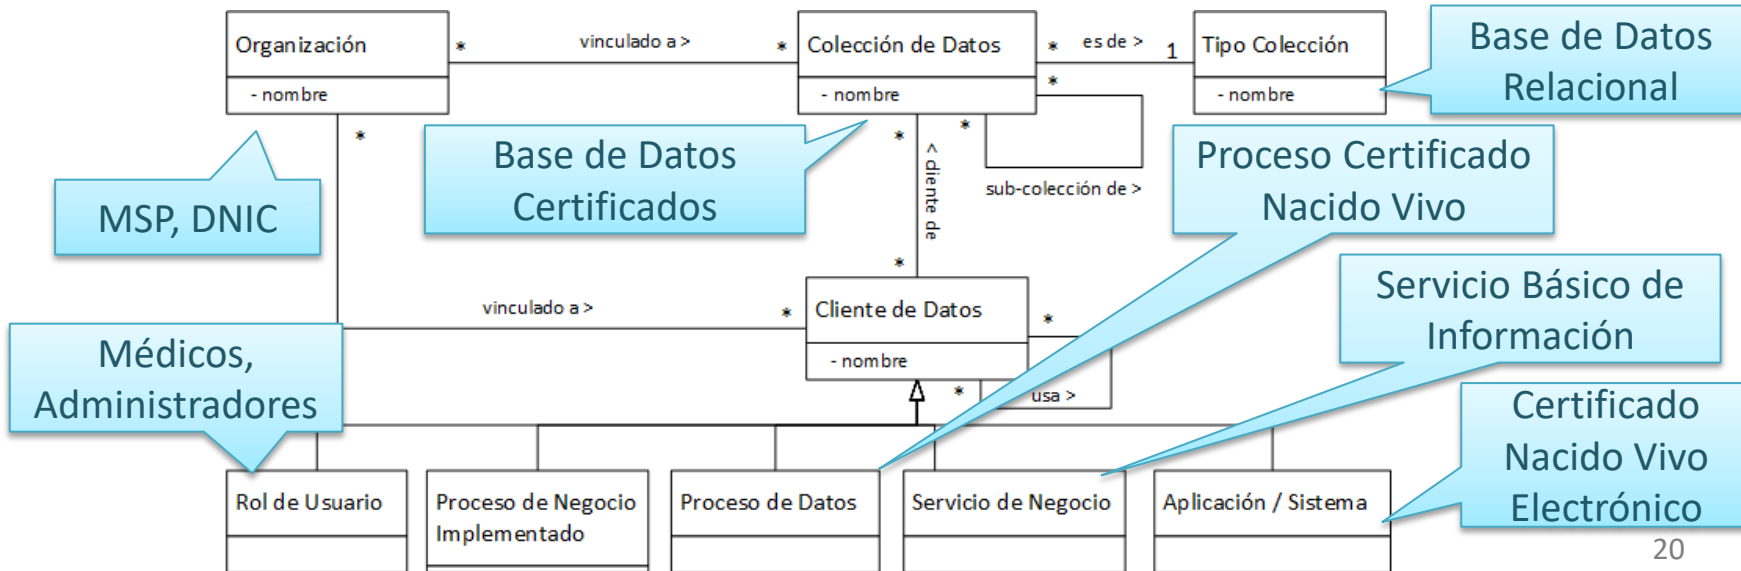 Organización
- nombre
*
vinculado a >
*
Colección de Datos
- nombre
*
es de >
1
Tipo Colección
- nombre
Base de Datos
Relacional
*
*
sub-colección de >
*
MSP, DNIC
Base de Datos
Certificados
*
< cliente de
*
Proceso Certificado
Nacido Vivo
vinculado a >
*
Cliente de Datos
- nombre
*
*
usa >
Servicio Básico de
Información
Médicos,
Administradores
Certificado
Nacido Vivo
Electrónico
Rol de Usuario
Proceso de Negocio
Implementado
Proceso de Datos
Servicio de Negocio
Aplicación / Sistema
20